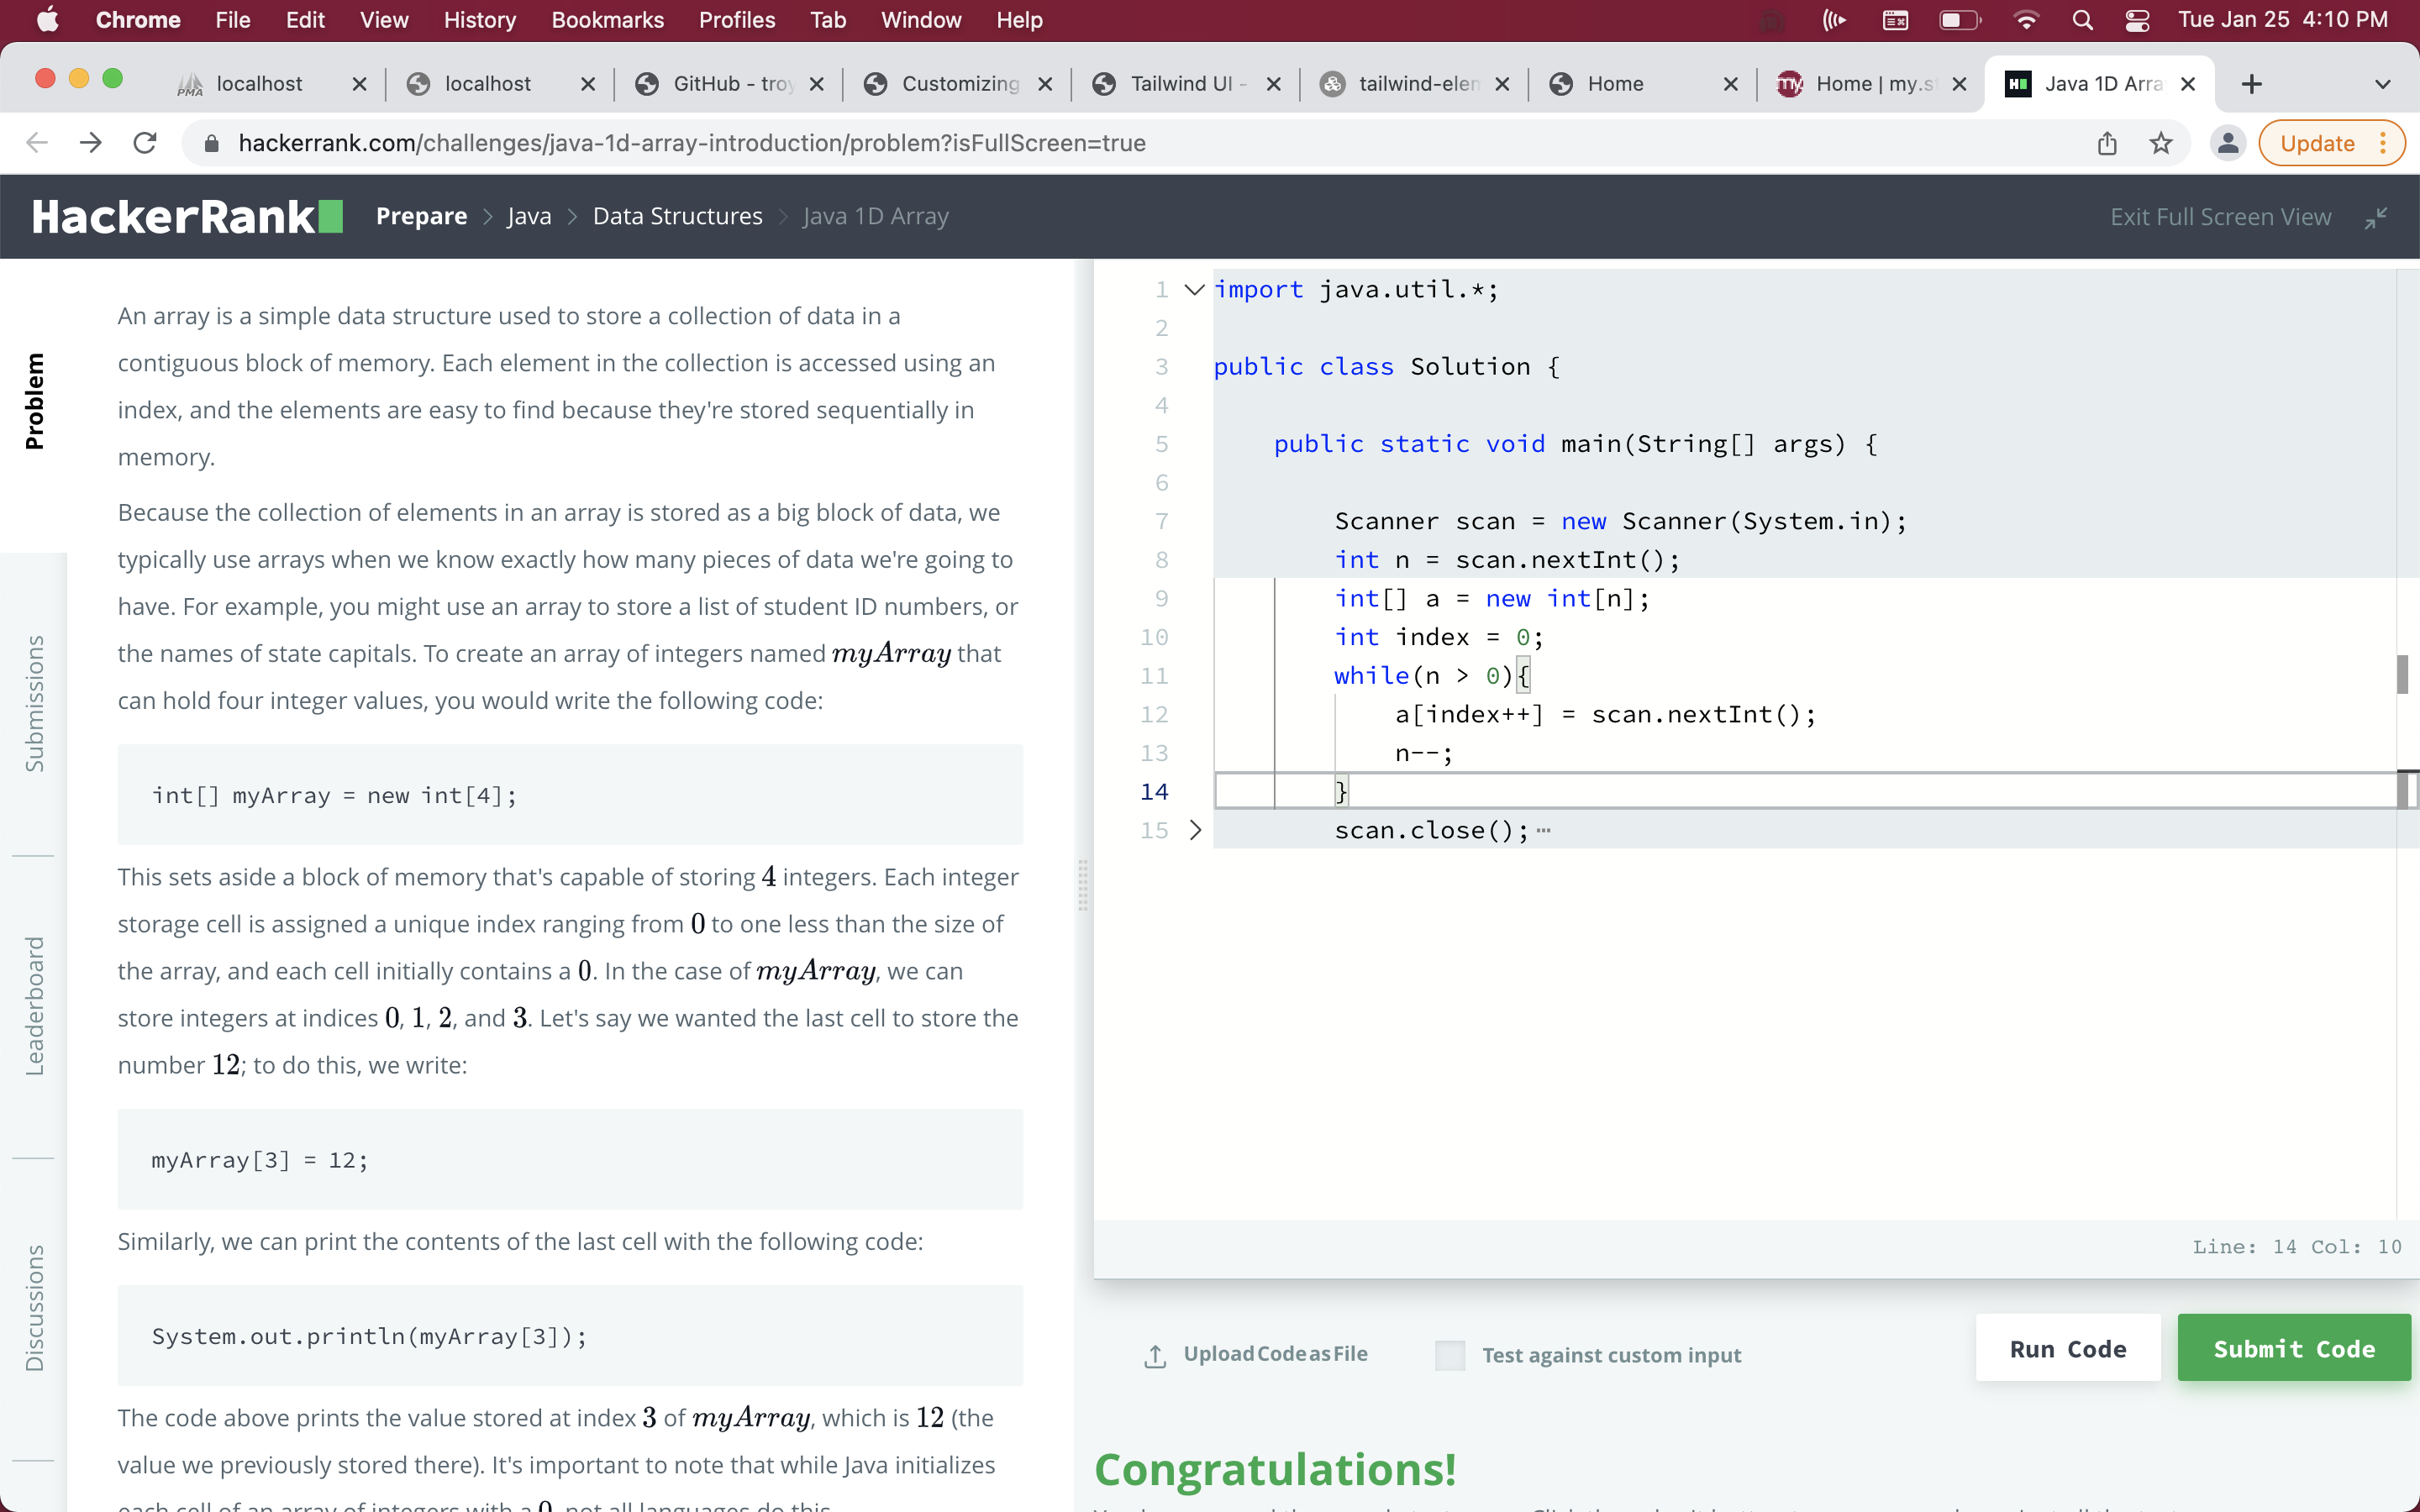 Chrome File Edit View History Bookmarks Profiles Tab Window Help Tue Jan 25 4:10 PM
localhost localhost GitHub - troy Customizing Tailwind UI - tailwind-elem Home Home | my.s Java 1D Arra
hackerrank.com/challenges/java-1d-array-introduction/problem?isFullScreen=true Update
HackerRank Prepare > Java > Data Structures > Java 1D Array Exit Full Screen View
Problem
Submissions
Leaderboard
Discussions
An array is a simple data structure used to store a collection of data in a
contiguous block of memory. Each element in the collection is accessed using an
index, and the elements are easy to find because they're stored sequentially in
memory.
Because the collection of elements in an array is stored as a big block of data, we
typically use arrays when we know exactly how many pieces of data we're going to
have. For example, you might use an array to store a list of student ID numbers, or
the names of state capitals. To create an array of integers named myArray that
can hold four integer values, you would write the following code:
int[] myArray = new int[4];
This sets aside a block of memory that's capable of storing 4 integers. Each integer
storage cell is assigned a unique index ranging from 0 to one less than the size of
the array, and each cell initially contains a 0. In the case of myArray, we can
store integers at indices 0, 1, 2, and 3. Let's say we wanted the last cell to store the
number 12; to do this, we write:
myArray[3] = 12;
Similarly, we can print the contents of the last cell with the following code:
System.out.println(myArray[3]);
The code above prints the value stored at index 3 of myArray, which is 12 (the
value we previously stored there). It's important to note that while Java initializes
each cell of an array of integers with a 0, not all languages do this.
1 import java.util.*;
2
3 public class Solution {
4
5 public static void main(String[] args) {
6
7 Scanner scan = new Scanner(System.in);
8 int n = scan.nextInt();
9 int[] a = new int[n];
10 int index = 0;
11 while(n > 0){
12 a[index++] = scan.nextInt();
13 n--;
14 }
15 scan.close();
Line: 14 Col: 10
Upload Code as File Test against custom input Run Code Submit Code
Congratulations!